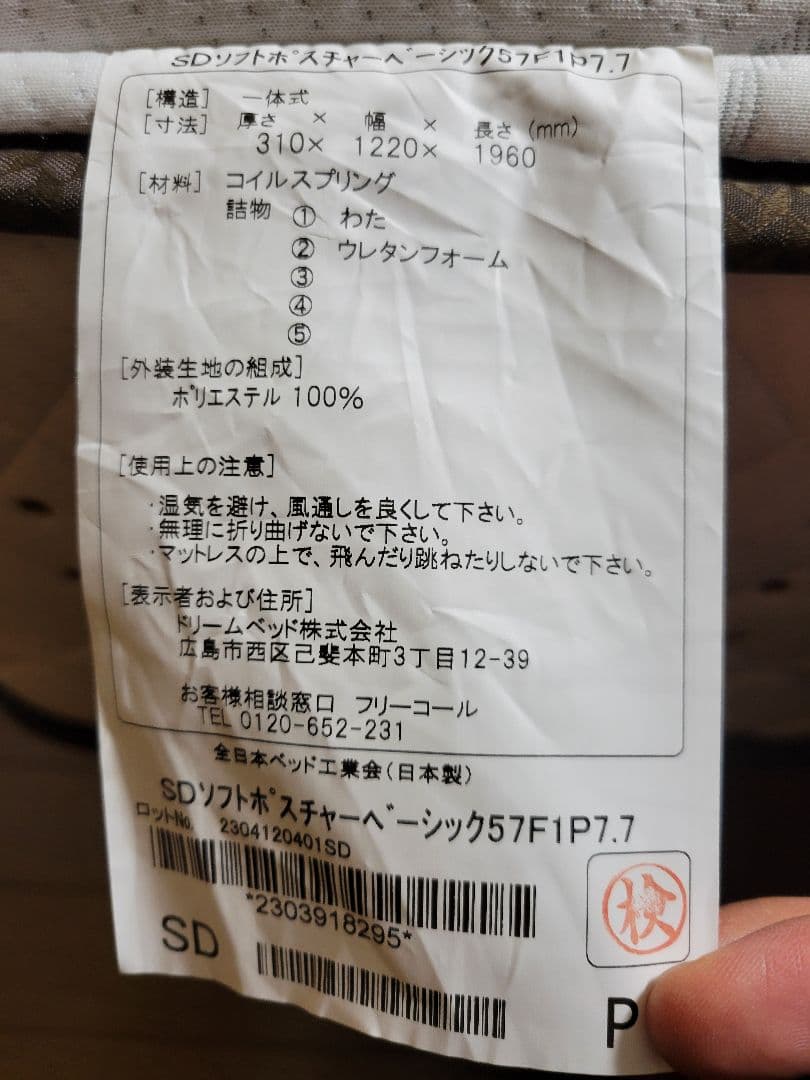 SDソフトポスチャーベーシック57F1P7.7
[構造] 一体式
[寸法] 厚さ × 幅 × 長さ (mm)
310× 1220× 1960
[材料] コイルスプリング
詰物 ① わた
② ウレタンフォーム
③
④
⑤
[外装生地の組成]
ポリエステル 100%
[使用上の注意]
・湿気を避け、風通しを良くして下さい。
・無理に折り曲げないで下さい。
・マットレスの上で、飛んだり跳ねたりしないで下さい。
[表示者および住所]
ドリームベッド株式会社
広島市西区己斐本町3丁目12-39
お客様相談窓口 フリーコール
TEL 0120-652-231
全日本ベッド工業会(日本製)
SDソフトポスチャーベーシック57F1P7.7
ロットNo. 2304120401SD
*2303918295*
検
SD
P